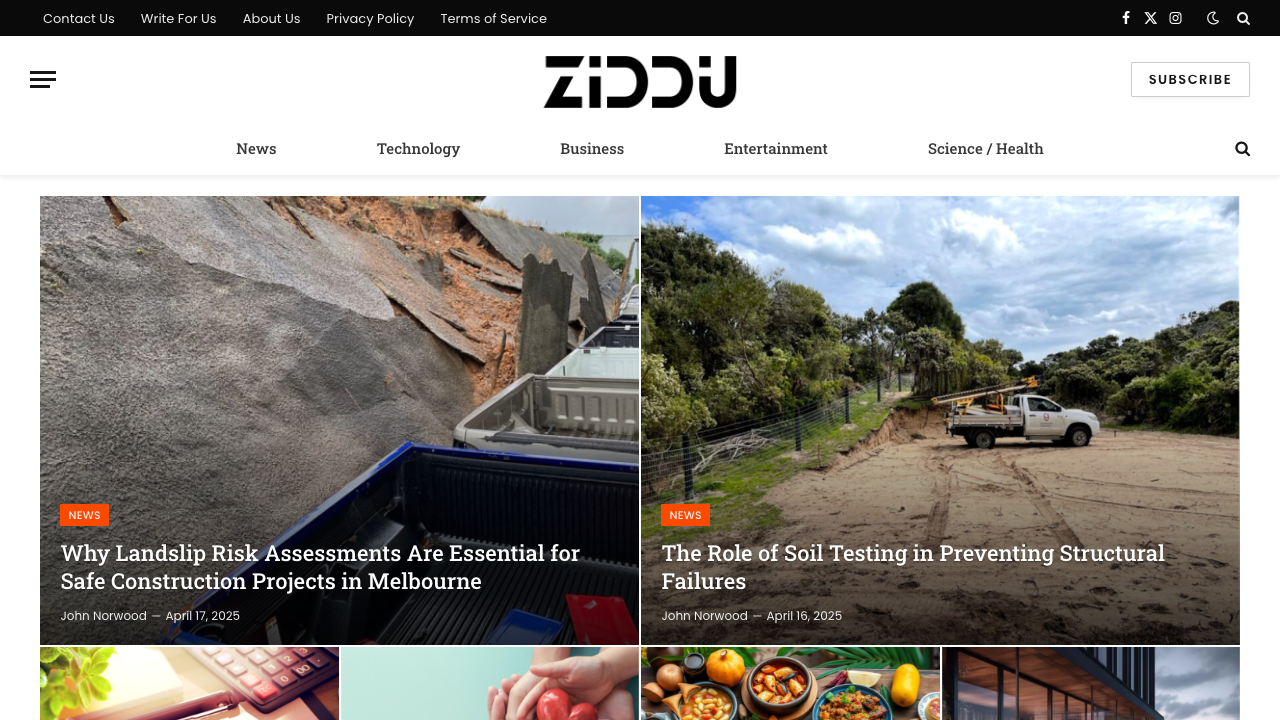 Contact Us
Write For Us
About Us
Privacy Policy
Terms of Service
ZIDDU
SUBSCRIBE
News
Technology
Business
Entertainment
Science / Health
NEWS
Why Landslip Risk Assessments Are Essential for
Safe Construction Projects in Melbourne
John Norwood — April 17, 2025
NEWS
The Role of Soil Testing in Preventing Structural
Failures
John Norwood — April 16, 2025